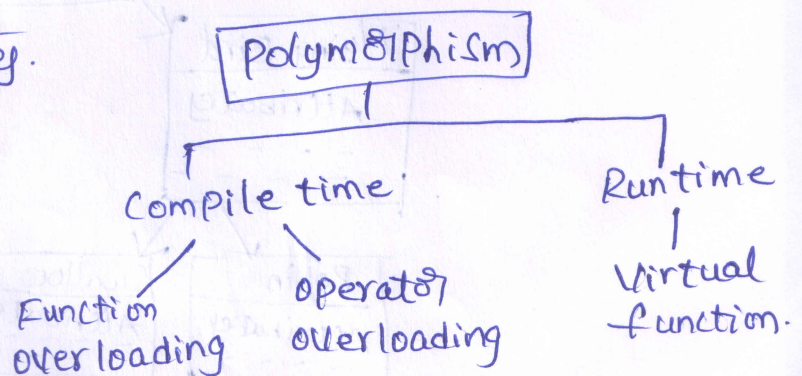 Polymorphism
Compile time
Runtime
Function
overloading
operator
overloading
Virtual
function.